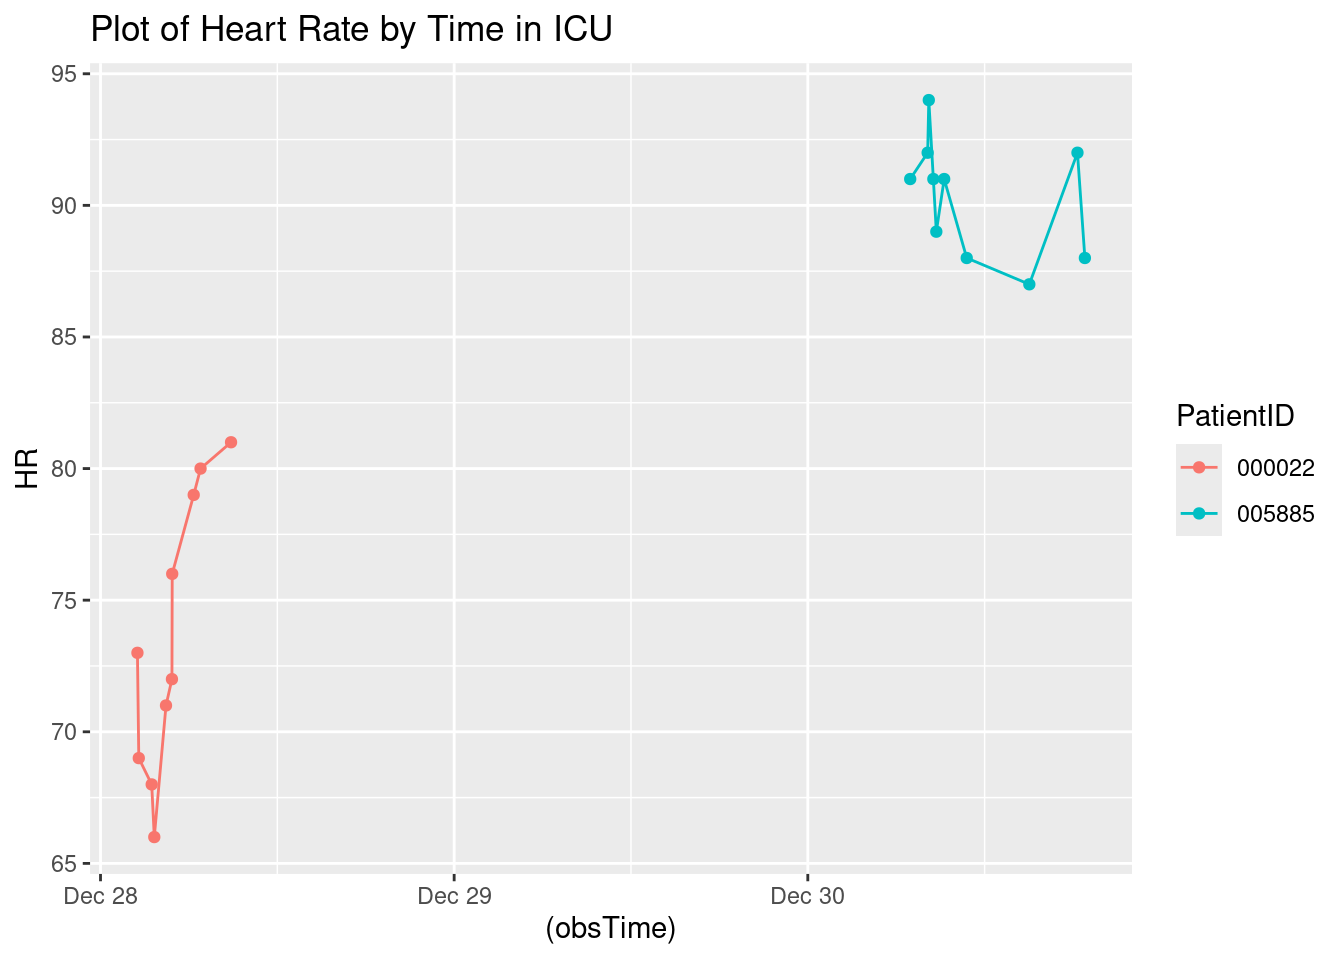 Plot of Heart Rate by Time in ICU
95
90
85
80
75
70
65
HR
Dec 28
Dec 29
Dec 30
(obsTime)
PatientID
000022
005885